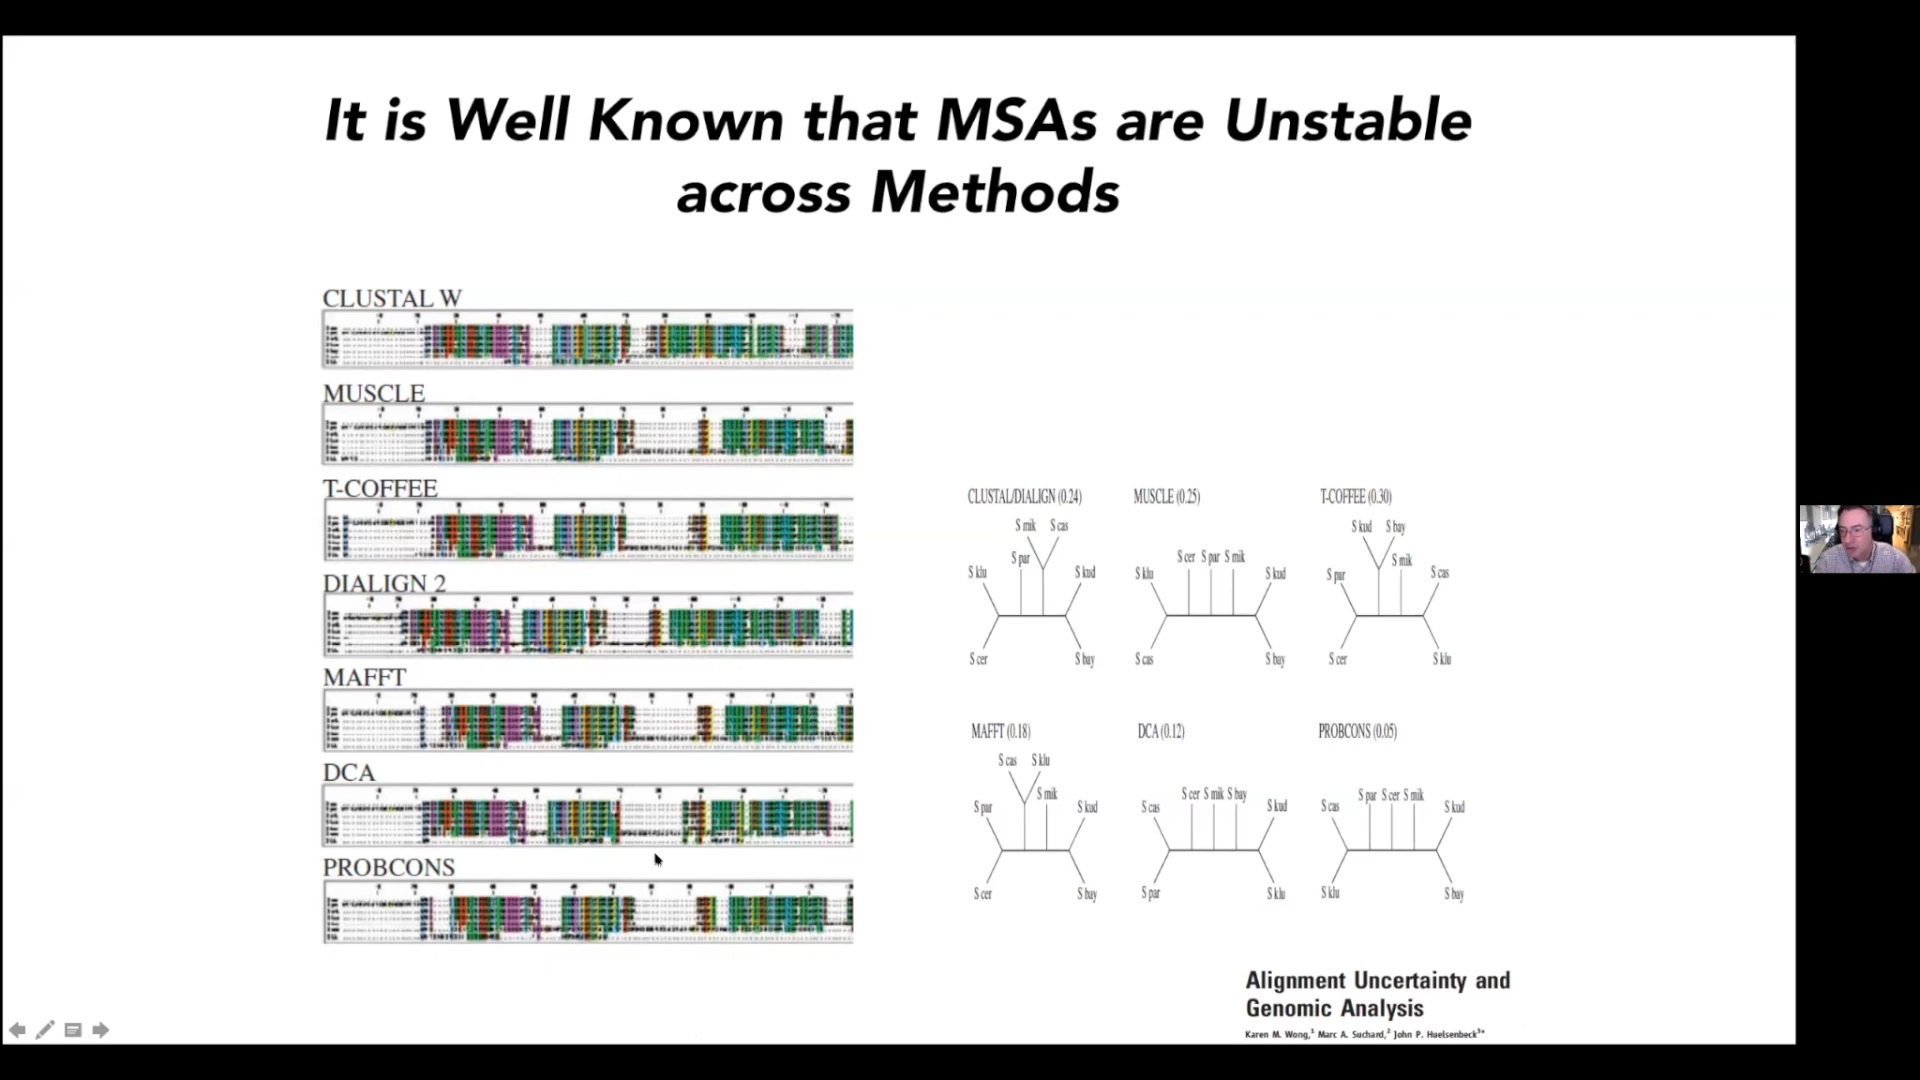 It is Well Known that MSAs are Unstable
across Methods
CLUSTAL W
MUSCLE
T-COFFEE
DIALIGN 2
MAFFT
DCA
PROBCONS
CLUSTAL/DIALIGN (0.24)
S mik S cas
S par
S klu S kud
S cer S bay
MUSCLE (0.25)
S cer S par S mik
S klu S kud
S cas S bay
T-COFFEE (0.30)
S kud S bay
S mik
S par S cas
S cer S klu
MAFFT (0.18)
S cas S klu
S mik
S par S kud
S cer S bay
DCA (0.12)
S cer S mik S bay
S cas S kud
S par S klu
PROBCONS (0.05)
S par S cer S mik
S cas S kud
S klu S bay
Alignment Uncertainty and
Genomic Analysis
Karen M. Wong,1 Marc A. Suchard,2 John P. Huelsenbeck3*